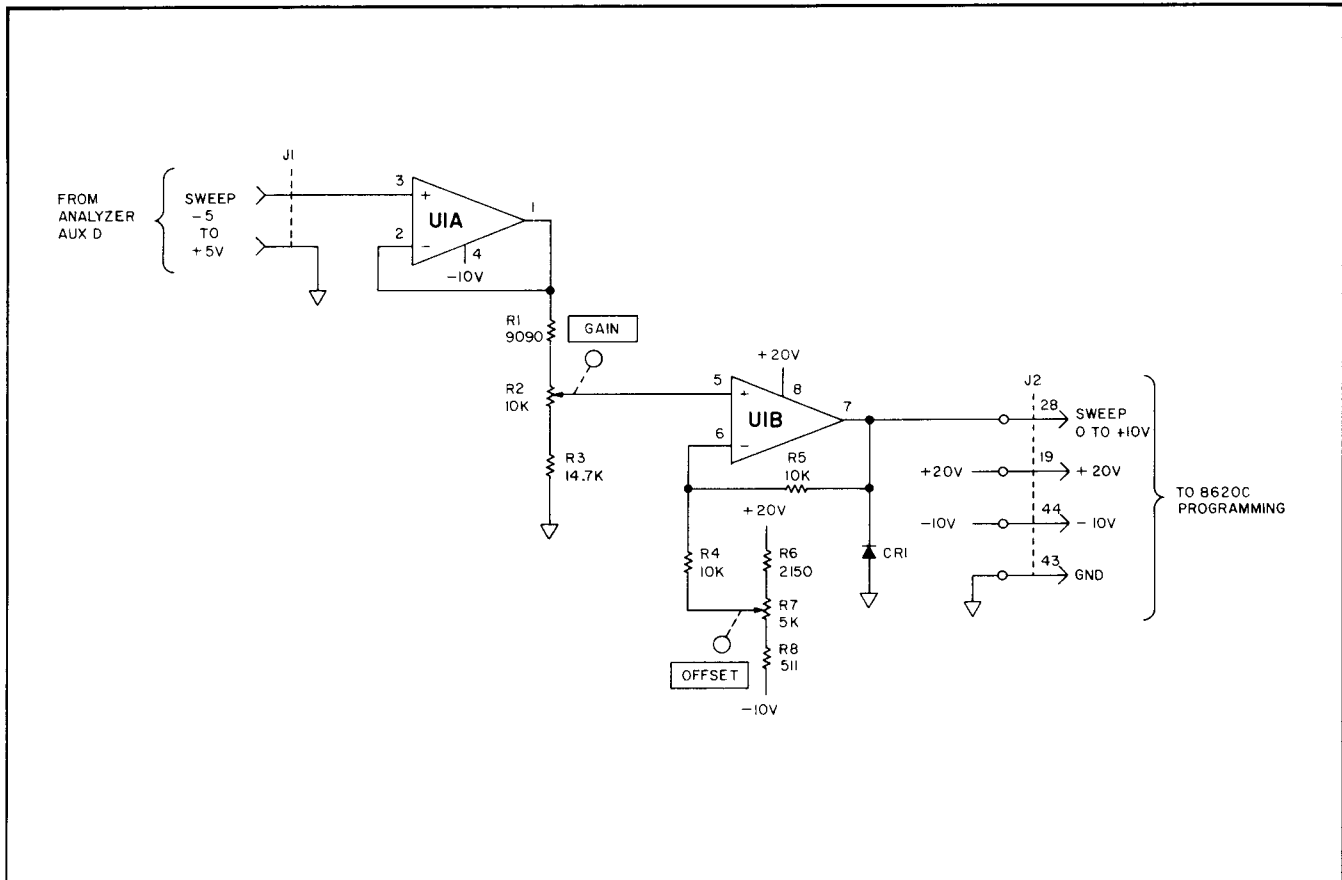 J1
FROM
ANALYZER
AUX D
SWEEP
-5
TO
+5V
3
+
U1A
1
2
-
4
-10V
R1
9090
GAIN
R2
10K
R3
14.7K
+20V
5
+
8
U1B
7
6
-
R5
10K
+20V
R4
10K
R6
2150
R7
5K
R8
511
OFFSET
-10V
CR1
J2
28
SWEEP
0 TO +10V
+20V
19
+20V
-10V
44
-10V
43
GND
TO 8620C
PROGRAMMING